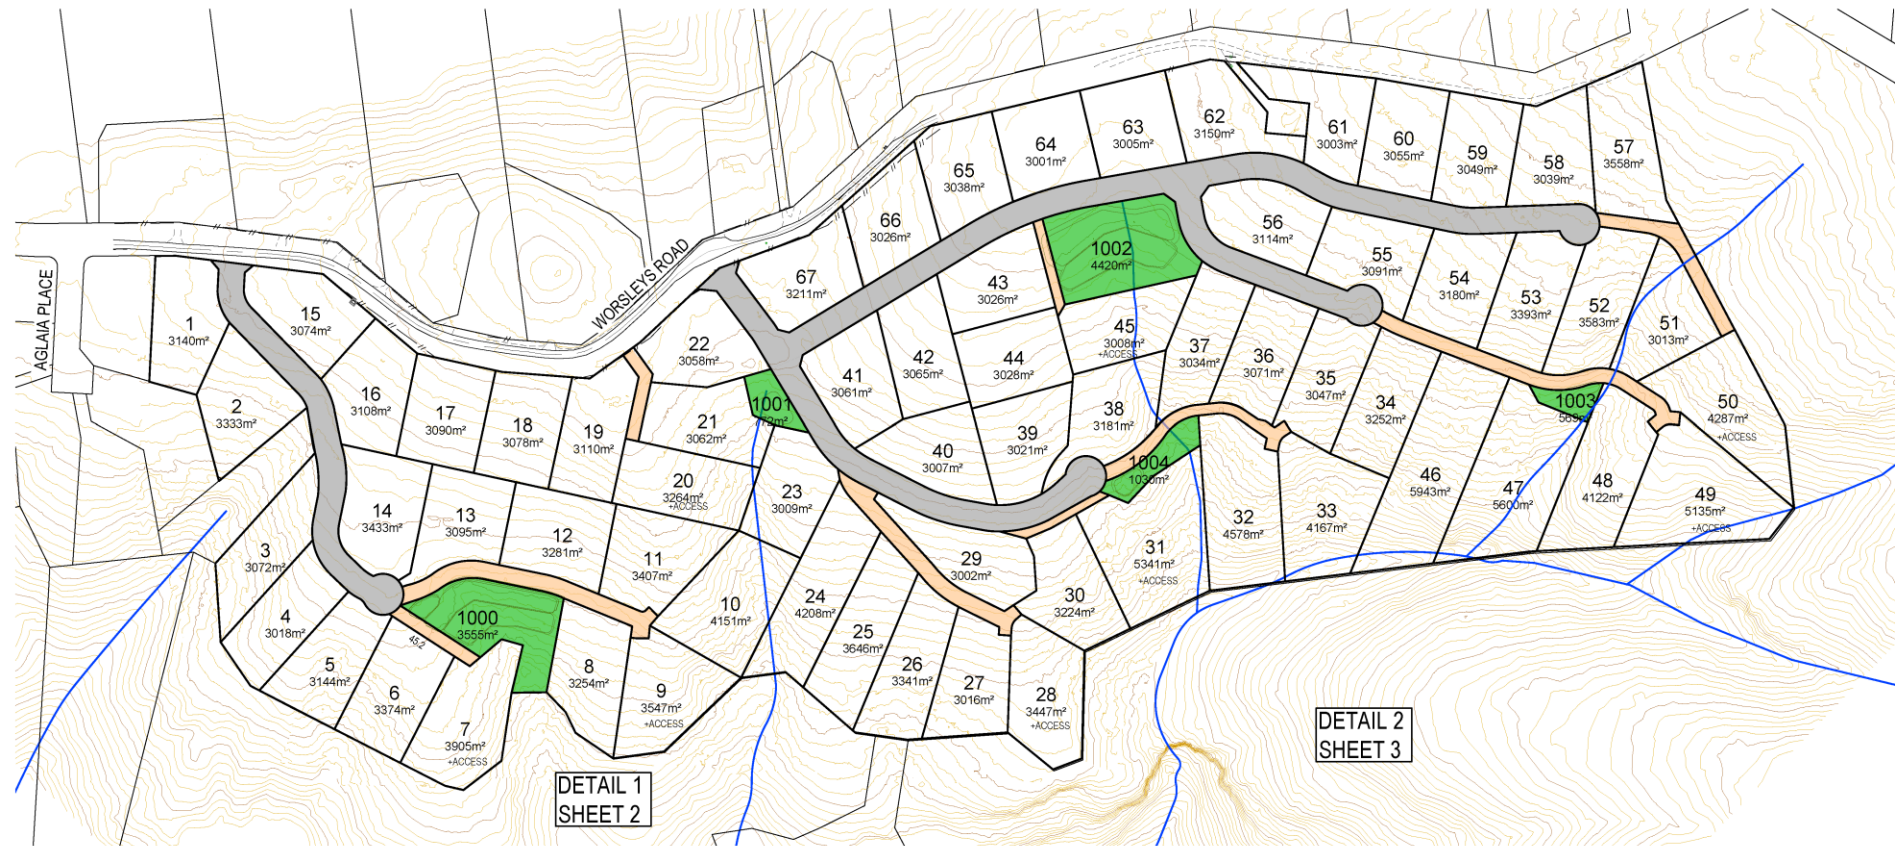 AGLAIA PLACE
WORSLEYS ROAD
1
3140m²
2
3333m²
3
3072m²
4
3018m²
5
3144m²
6
3374m²
7
3905m²
+ACCESS
8
3254m²
9
3547m²
+ACCESS
10
4151m²
11
3407m²
12
3281m²
13
3095m²
14
3433m²
15
3074m²
16
3108m²
17
3090m²
18
3078m²
19
3110m²
20
3264m²
+ACCESS
21
3062m²
22
3058m²
23
3009m²
24
4208m²
25
3646m²
26
3341m²
27
3016m²
28
3447m²
+ACCESS
29
3002m²
30
3224m²
31
5341m²
+ACCESS
32
4578m²
33
4167m²
34
3252m²
35
3047m²
36
3071m²
37
3034m²
38
3181m²
39
3021m²
40
3007m²
41
3061m²
42
3065m²
43
3026m²
44
3028m²
45
3008m²
+ACCESS
46
5943m²
47
5600m²
48
4122m²
49
5135m²
+ACCESS
50
4287m²
+ACCESS
51
3013m²
52
3583m²
53
3393m²
54
3180m²
55
3091m²
56
3114m²
57
3558m²
58
3039m²
59
3049m²
60
3055m²
61
3003m²
62
3150m²
63
3005m²
64
3001m²
65
3038m²
66
3026m²
67
3211m²
1000
3555m²
45.2
1001
1002
4420m²
1003
569m²
1004
1030m²
DETAIL 1
SHEET 2
DETAIL 2
SHEET 3